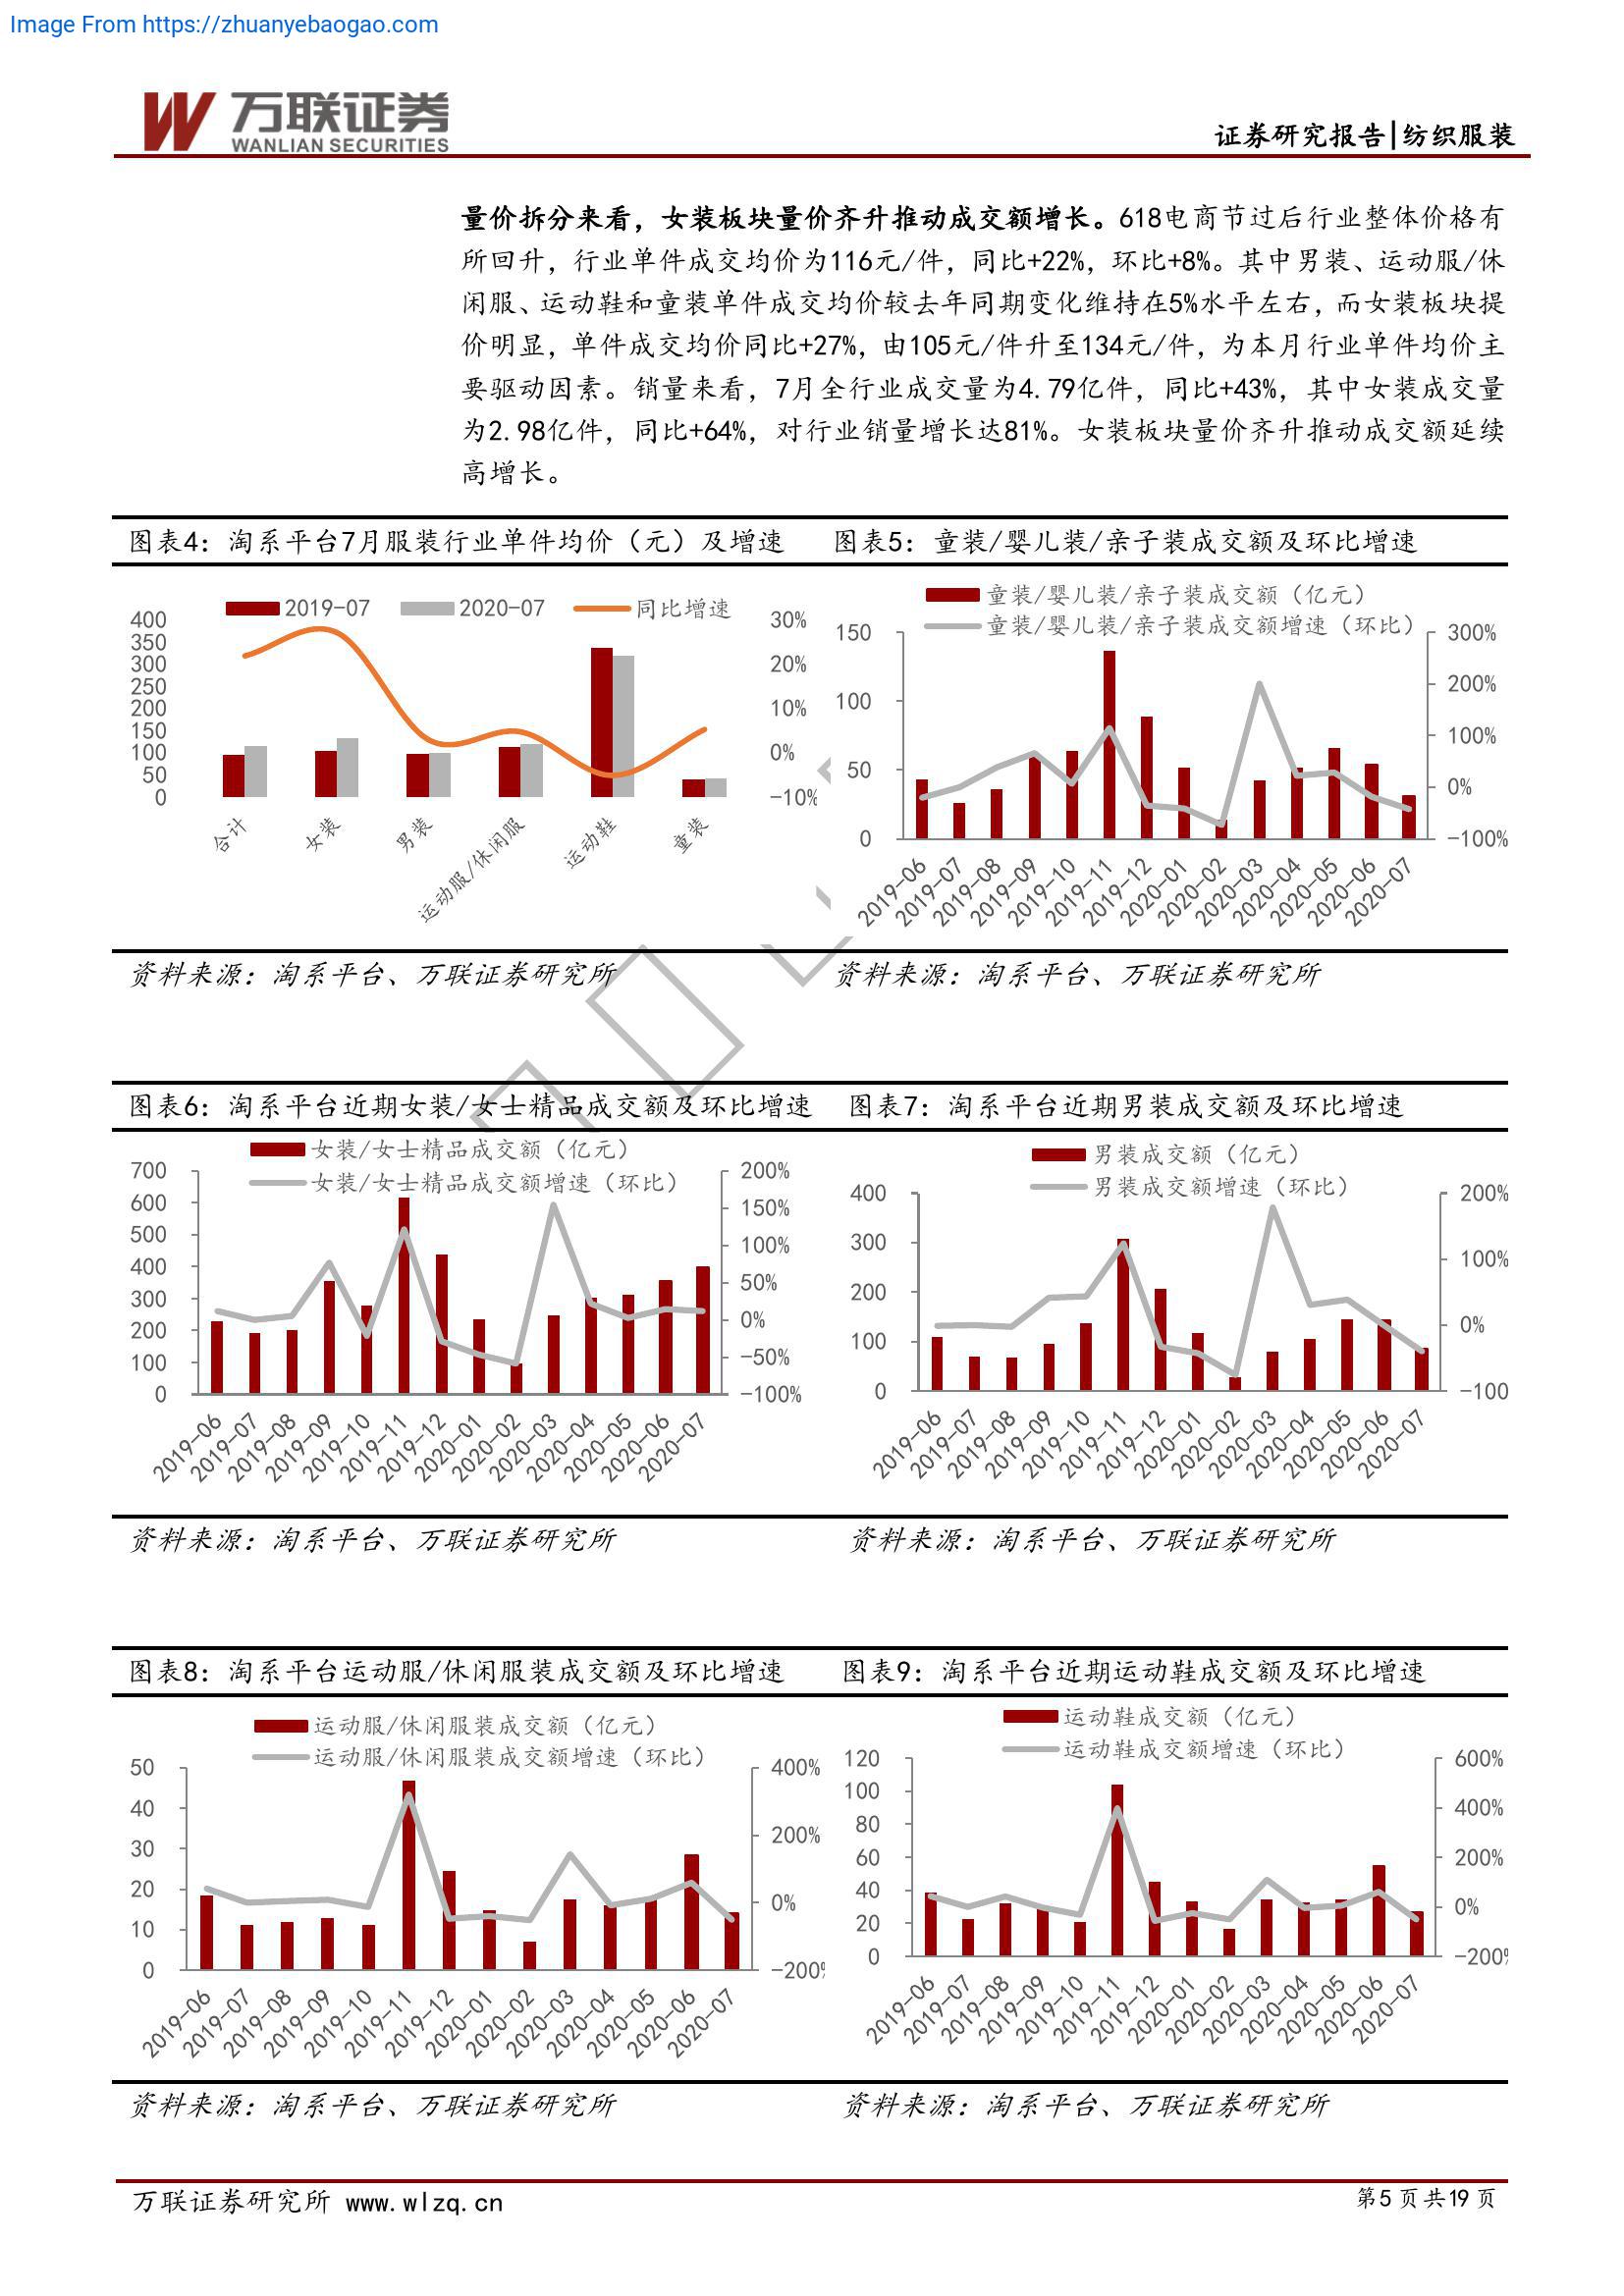 Image From https://zhuanyebaogao.com
万联证券
WANLIAN SECURITIES
证券研究报告|纺织服装
量价拆分来看，女装板块量价齐升推动成交额增长。618电商节过后行业整体价格有
所回升，行业单件成交均价为116元/件，同比+22%，环比+8%。其中男装、运动服/休
闲服、运动鞋和童装单件成交均价较去年同期变化维持在5%水平左右，而女装板块提
价明显，单件成交均价同比+27%，由105元/件升至134元/件，为本月行业单件均价主
要驱动因素。销量来看，7月全行业成交量为4.79亿件，同比+43%，其中女装成交量
为2.98亿件，同比+64%，对行业销量增长达81%。女装板块量价齐升推动成交额延续
高增长。
图表4：淘系平台7月服装行业单件均价（元）及增速
2019-07 2020-07 同比增速
400
350
300
250
200
150
100
50
0
30%
20%
10%
0%
-10%
合计 女装 男装 运动服/休闲服 运动鞋 童装
资料来源：淘系平台、万联证券研究所
图表5：童装/婴儿装/亲子装成交额及环比增速
童装/婴儿装/亲子装成交额（亿元）
童装/婴儿装/亲子装成交额增速（环比）
150
100
50
0
300%
200%
100%
0%
-100%
2019-06 2019-07 2019-08 2019-09 2019-10 2019-11 2019-12 2020-01 2020-02 2020-03 2020-04 2020-05 2020-06 2020-07
资料来源：淘系平台、万联证券研究所
图表6：淘系平台近期女装/女士精品成交额及环比增速
女装/女士精品成交额（亿元）
女装/女士精品成交额增速（环比）
700
600
500
400
300
200
100
0
200%
150%
100%
50%
0%
-50%
-100%
2019-06 2019-07 2019-08 2019-09 2019-10 2019-11 2019-12 2020-01 2020-02 2020-03 2020-04 2020-05 2020-06 2020-07
资料来源：淘系平台、万联证券研究所
图表7：淘系平台近期男装成交额及环比增速
男装成交额（亿元）
男装成交额增速（环比）
400
300
200
100
0
200%
100%
0%
-100
2019-06 2019-07 2019-08 2019-09 2019-10 2019-11 2019-12 2020-01 2020-02 2020-03 2020-04 2020-05 2020-06 2020-07
资料来源：淘系平台、万联证券研究所
图表8：淘系平台运动服/休闲服装成交额及环比增速
运动服/休闲服装成交额（亿元）
运动服/休闲服装成交额增速（环比）
50
40
30
20
10
0
400%
200%
0%
-200%
2019-06 2019-07 2019-08 2019-09 2019-10 2019-11 2019-12 2020-01 2020-02 2020-03 2020-04 2020-05 2020-06 2020-07
资料来源：淘系平台、万联证券研究所
图表9：淘系平台近期运动鞋成交额及环比增速
运动鞋成交额（亿元）
运动鞋成交额增速（环比）
120
100
80
60
40
20
0
600%
400%
200%
0%
-200%
2019-06 2019-07 2019-08 2019-09 2019-10 2019-11 2019-12 2020-01 2020-02 2020-03 2020-04 2020-05 2020-06 2020-07
资料来源：淘系平台、万联证券研究所
万联证券研究所 www.wlzq.cn
第5页共19页